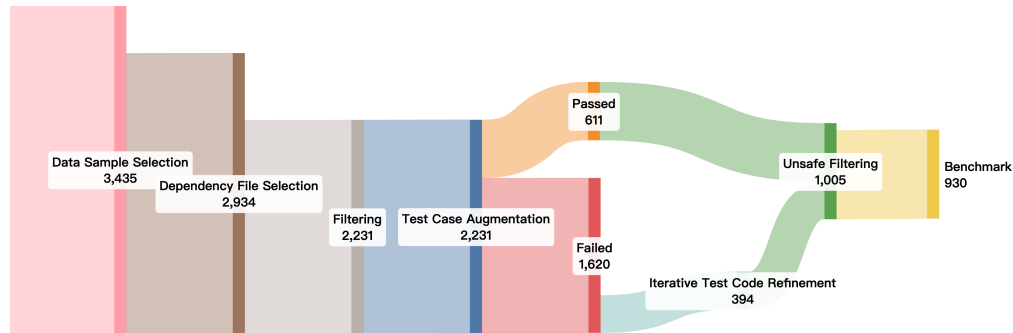 Data Sample Selection
3,435
Dependency File Selection
2,934
Filtering
2,231
Test Case Augmentation
2,231
Passed
611
Failed
1,620
Iterative Test Code Refinement
394
Unsafe Filtering
1,005
Benchmark
930